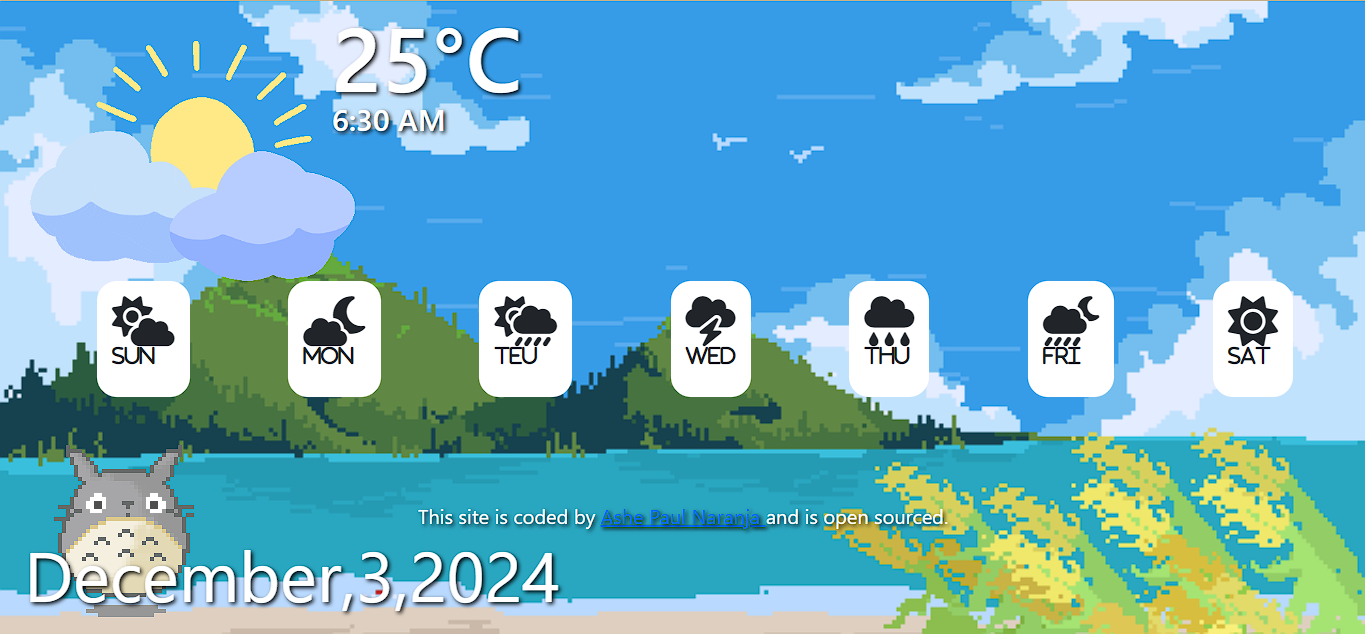 25°C
6:30 AM
SUN
MON
TEU
WED
THU
FRI
SAT
This site is coded by Ashe Paul Naranja and is open sourced.
December,3,2024